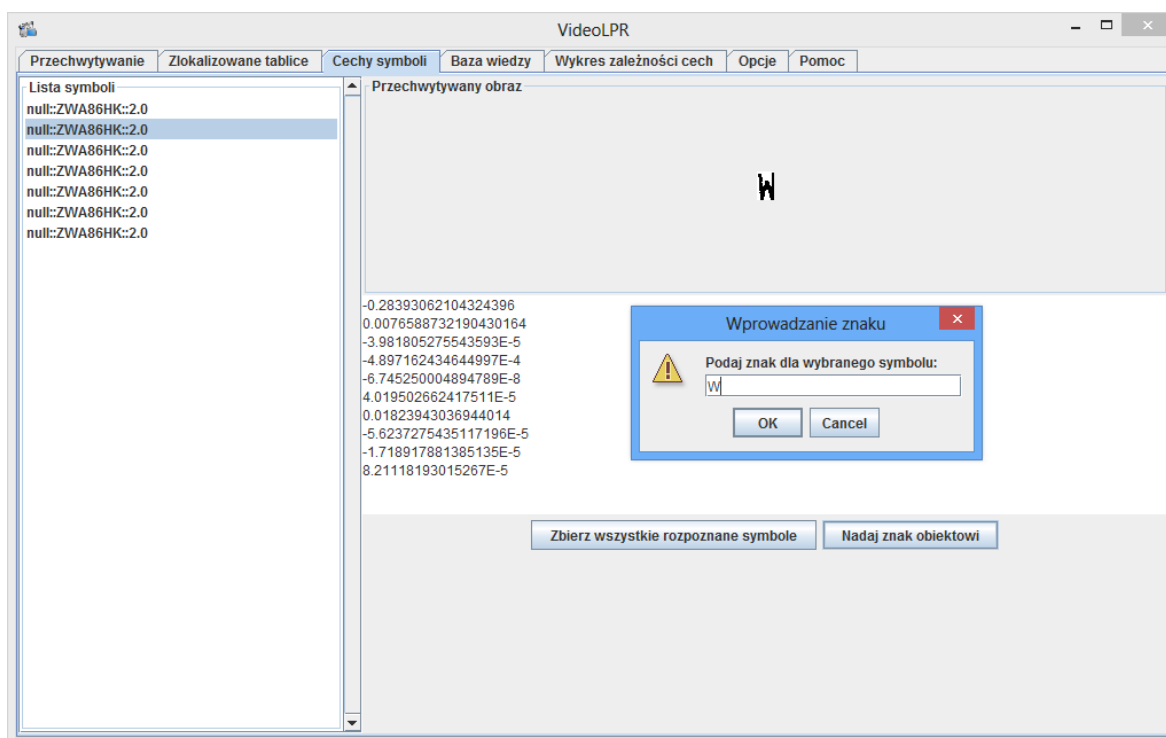 VideoLPR
Przechwytywanie Zlokalizowane tablice Cechy symboli Baza wiedzy Wykres zależności cech Opcje Pomoc
Lista symboli
null::ZWA86HK::2.0
null::ZWA86HK::2.0
null::ZWA86HK::2.0
null::ZWA86HK::2.0
null::ZWA86HK::2.0
null::ZWA86HK::2.0
null::ZWA86HK::2.0
Przechwytywany obraz
W
-0.28393062104324396
0.0076588732190430164
-3.981805275543593E-5
-4.897162434644997E-4
-6.745250004894789E-8
4.019502662417511E-5
0.01823943036944014
-5.6237275435117196E-5
-1.718917881385135E-5
8.21118193015267E-5
Wprowadzanie znaku
Podaj znak dla wybranego symbolu:
W
OK Cancel
Zbierz wszystkie rozpoznane symbole Nadaj znak obiektowi